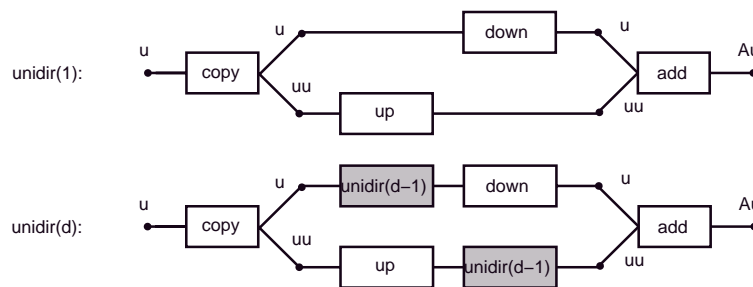 u
u
down
u
Au
unidir(1):
copy
add
uu
up
uu
u
u
unidir(d−1)
down
u
Au
unidir(d):
copy
add
uu
up
unidir(d−1)
uu